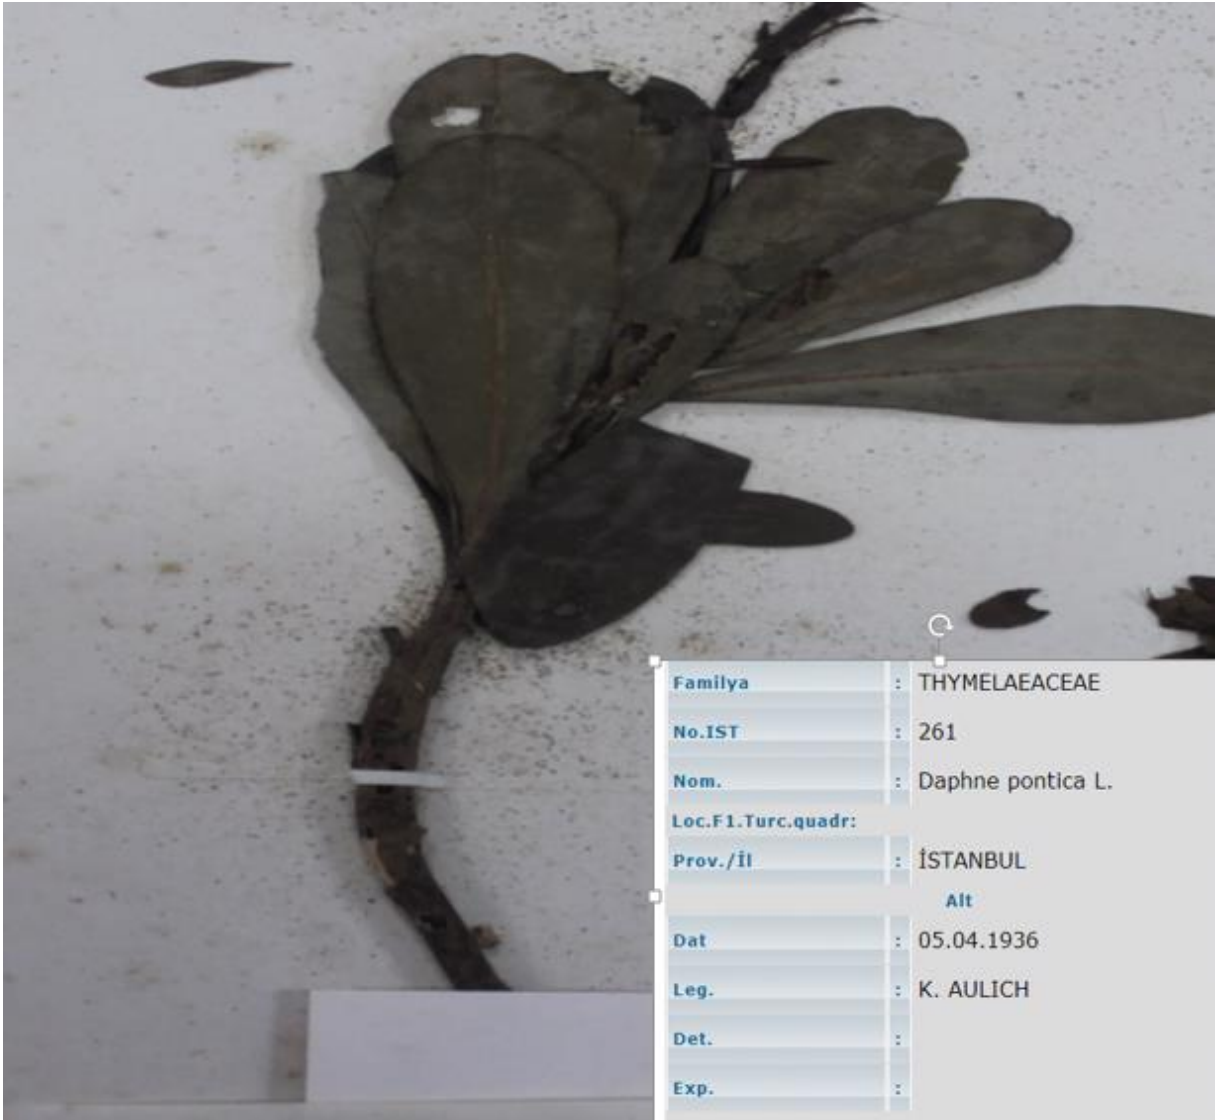 Familya : THYMELAEACEAE
No.IST : 261
Nom. : Daphne pontica L.
Loc.F1.Turc.quadr:
Prov./İl : İSTANBUL
Alt
Dat : 05.04.1936
Leg. : K. AULICH
Det. :
Exp. :